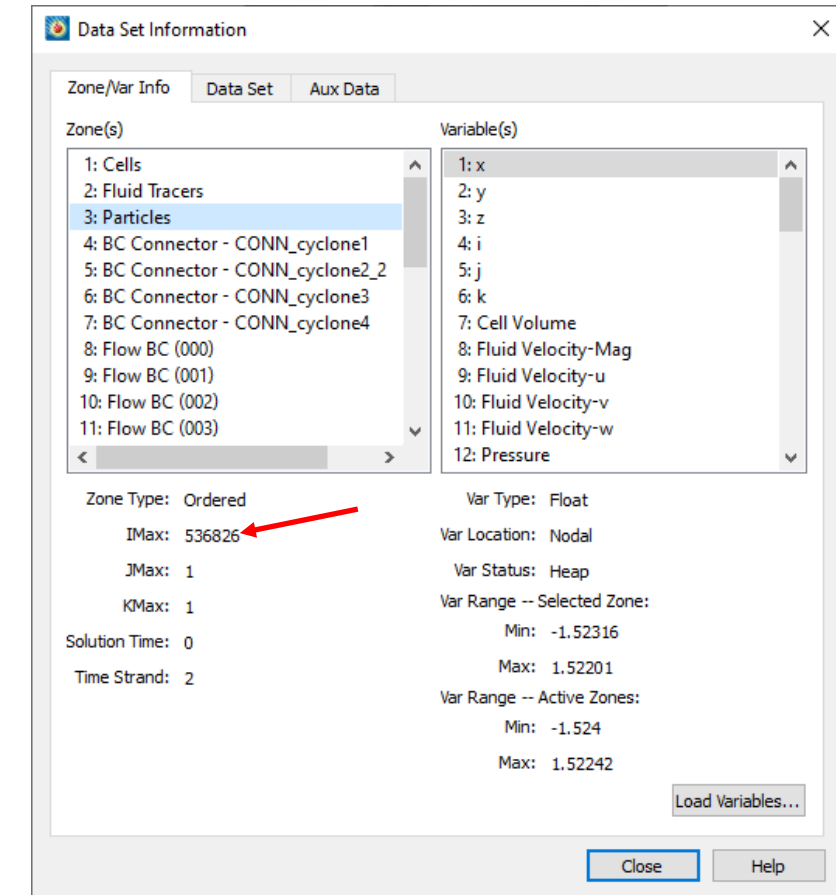 Data Set Information
Zone/Var Info
Data Set
Aux Data
Zone(s)
1: Cells
2: Fluid Tracers
3: Particles
4: BC Connector - CONN_cyclone1
5: BC Connector - CONN_cyclone2_2
6: BC Connector - CONN_cyclone3
7: BC Connector - CONN_cyclone4
8: Flow BC (000)
9: Flow BC (001)
10: Flow BC (002)
11: Flow BC (003)
Variable(s)
1: x
2: y
3: z
4: i
5: j
6: k
7: Cell Volume
8: Fluid Velocity-Mag
9: Fluid Velocity-u
10: Fluid Velocity-v
11: Fluid Velocity-w
12: Pressure
Zone Type: Ordered
IMax: 536826
JMax: 1
KMax: 1
Solution Time: 0
Time Strand: 2
Var Type: Float
Var Location: Nodal
Var Status: Heap
Var Range -- Selected Zone:
Min: -1.52316
Max: 1.52201
Var Range -- Active Zones:
Min: -1.524
Max: 1.52242
Load Variables...
Close
Help